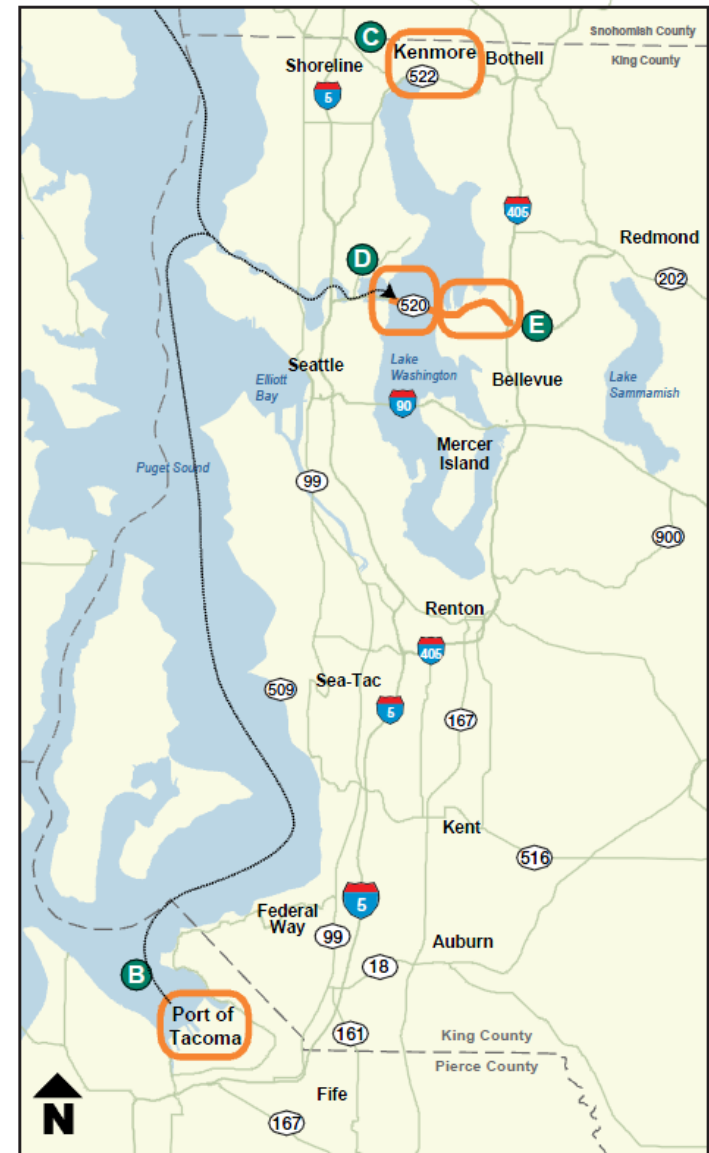 Snohomish County
C
Kenmore
Bothell
King County
Shoreline
522
5
405
Redmond
D
202
520
E
Seattle
Lake
Washington
Elliott
Bay
Bellevue
Lake
Sammamish
90
Mercer
Island
Puget Sound
99
900
Renton
405
Sea-Tac
509
5
167
Kent
516
5
Federal
Way
99
Auburn
18
B
Port of
Tacoma
161
King County
Pierce County
N
Fife
167